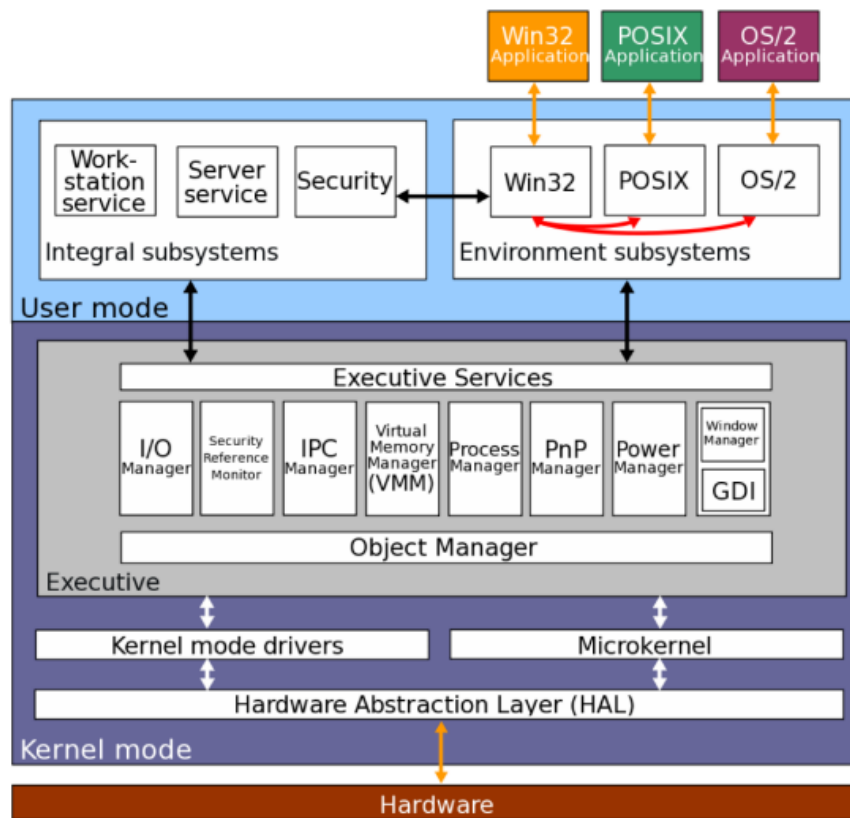 Win32
Application
POSIX
Application
OS/2
Application
Work-
station
service
Server
service
Security
Integral subsystems
Win32
POSIX
OS/2
Environment subsystems
User mode
Executive Services
I/O
Manager
Security
Reference
Monitor
IPC
Manager
Virtual
Memory
Manager
(VMM)
Process
Manager
PnP
Manager
Power
Manager
Window
Manager
GDI
Object Manager
Executive
Kernel mode drivers
Microkernel
Hardware Abstraction Layer (HAL)
Kernel mode
Hardware